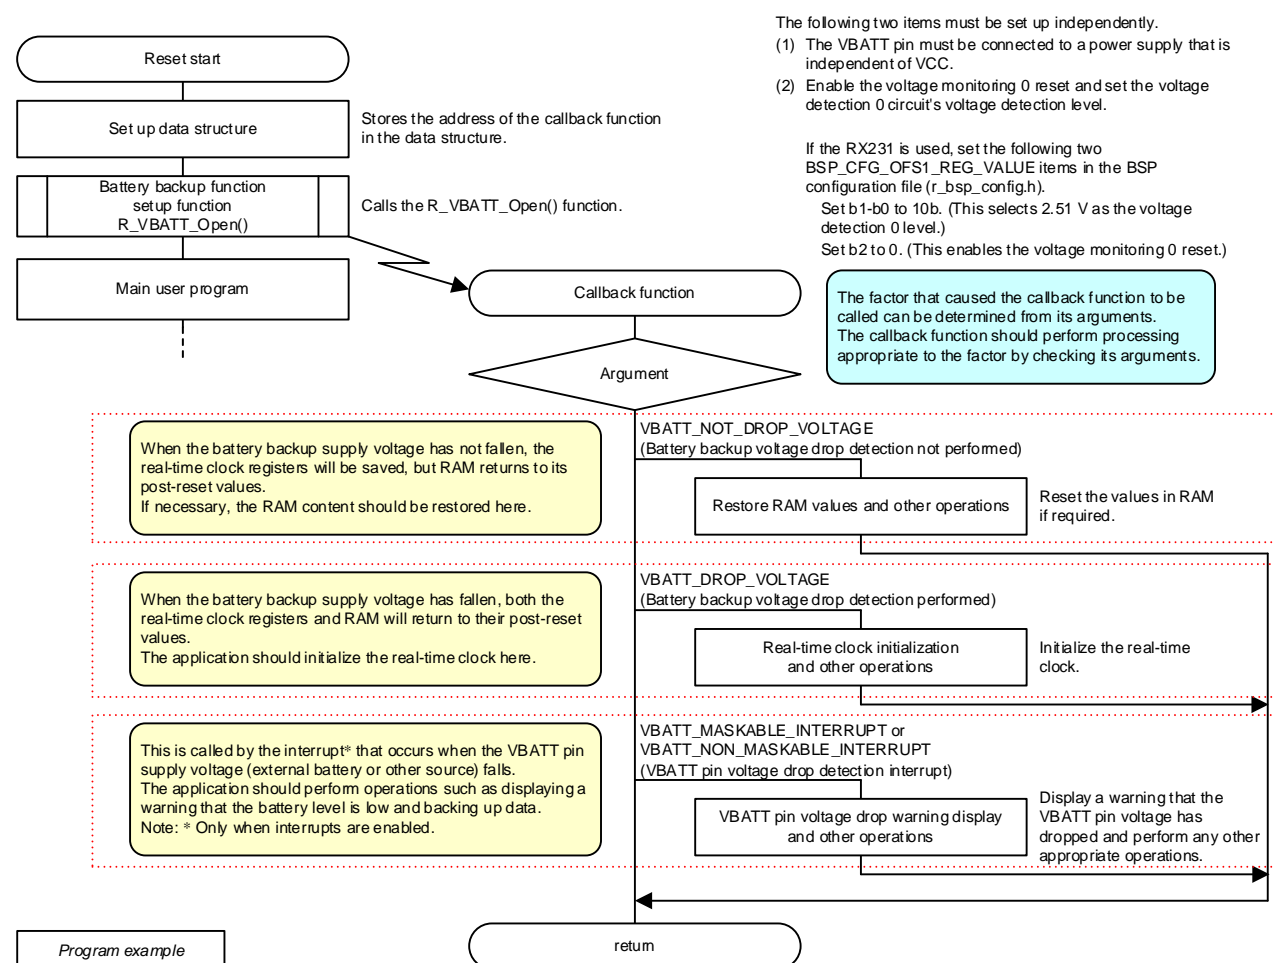 The following two items must be set up independently.
(1) The VBATT pin must be connected to a power supply that is
independent of VCC.
(2) Enable the voltage monitoring 0 reset and set the voltage
detection 0 circuit's voltage detection level.
If the RX231 is used, set the following two
BSP_CFG_OFS1_REG_VALUE items in the BSP
configuration file (r_bsp_config.h).
Set b1-b0 to 10b. (This selects 2.51 V as the voltage
detection 0 level.)
Set b2 to 0. (This enables the voltage monitoring 0 reset.)
Reset start
Set up data structure
Stores the address of the callback function
in the data structure.
Battery backup function
setup function
R_VBATT_Open()
Calls the R_VBATT_Open() function.
Main user program
Callback function
The factor that caused the callback function to be
called can be determined from its arguments.
The callback function should perform processing
appropriate to the factor by checking its arguments.
Argument
When the battery backup supply voltage has not fallen, the
real-time clock registers will be saved, but RAM returns to its
post-reset values.
If necessary, the RAM content should be restored here.
VBATT_NOT_DROP_VOLTAGE
(Battery backup voltage drop detection not performed)
Restore RAM values and other operations
Reset the values in RAM
if required.
When the battery backup supply voltage has fallen, both the
real-time clock registers and RAM will return to their post-reset
values.
The application should initialize the real-time clock here.
VBATT_DROP_VOLTAGE
(Battery backup voltage drop detection performed)
Real-time clock initialization
and other operations
Initialize the real-time
clock.
This is called by the interrupt* that occurs when the VBATT pin
supply voltage (external battery or other source) falls.
The application should perform operations such as displaying a
warning that the battery level is low and backing up data.
Note: * Only when interrupts are enabled.
VBATT_MASKABLE_INTERRUPT or
VBATT_NON_MASKABLE_INTERRUPT
(VBATT pin voltage drop detection interrupt)
VBATT pin voltage drop warning display
and other operations
Display a warning that the
VBATT pin voltage has
dropped and perform any other
appropriate operations.
return
Program example